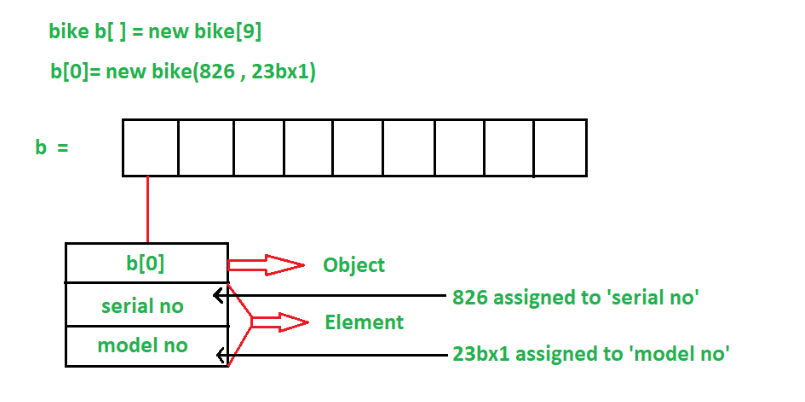 bike b[ ] = new bike[9]
b[0]= new bike(826 , 23bx1)
b =
b[0]
Object
serial no
826 assigned to 'serial no'
Element
model no
23bx1 assigned to 'model no'